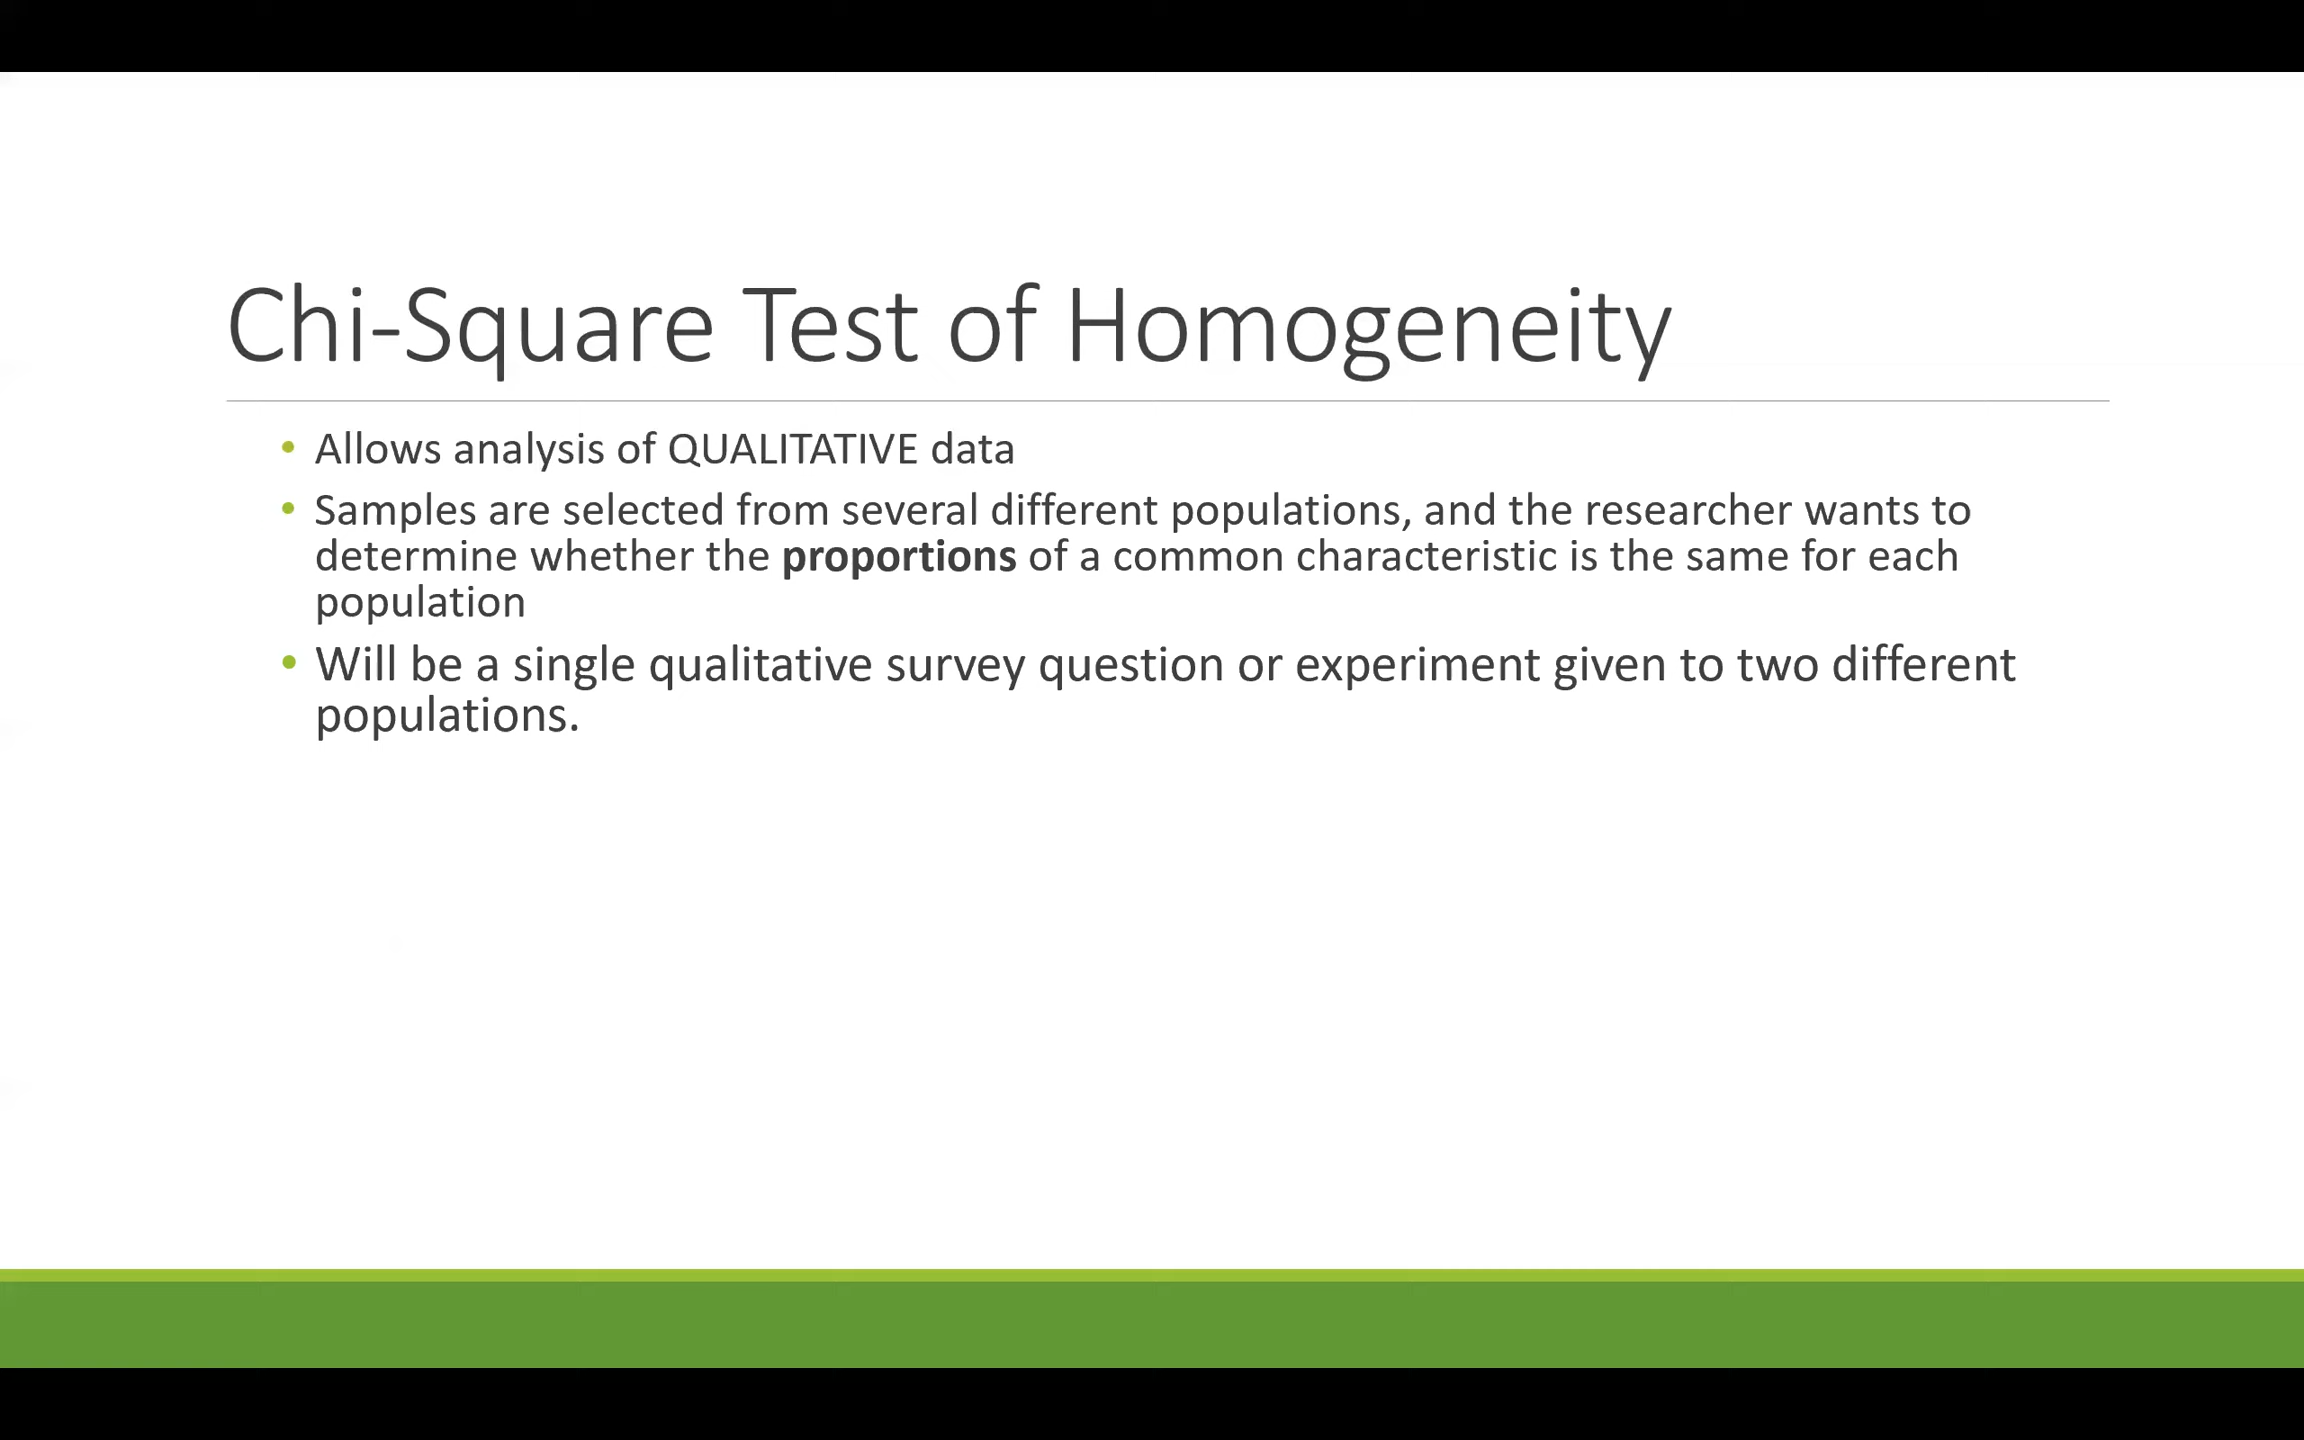 Chi-Square Test of Homogeneity
• Allows analysis of QUALITATIVE data
• Samples are selected from several different populations, and the researcher wants to
determine whether the proportions of a common characteristic is the same for each
population
• Will be a single qualitative survey question or experiment given to two different
populations.